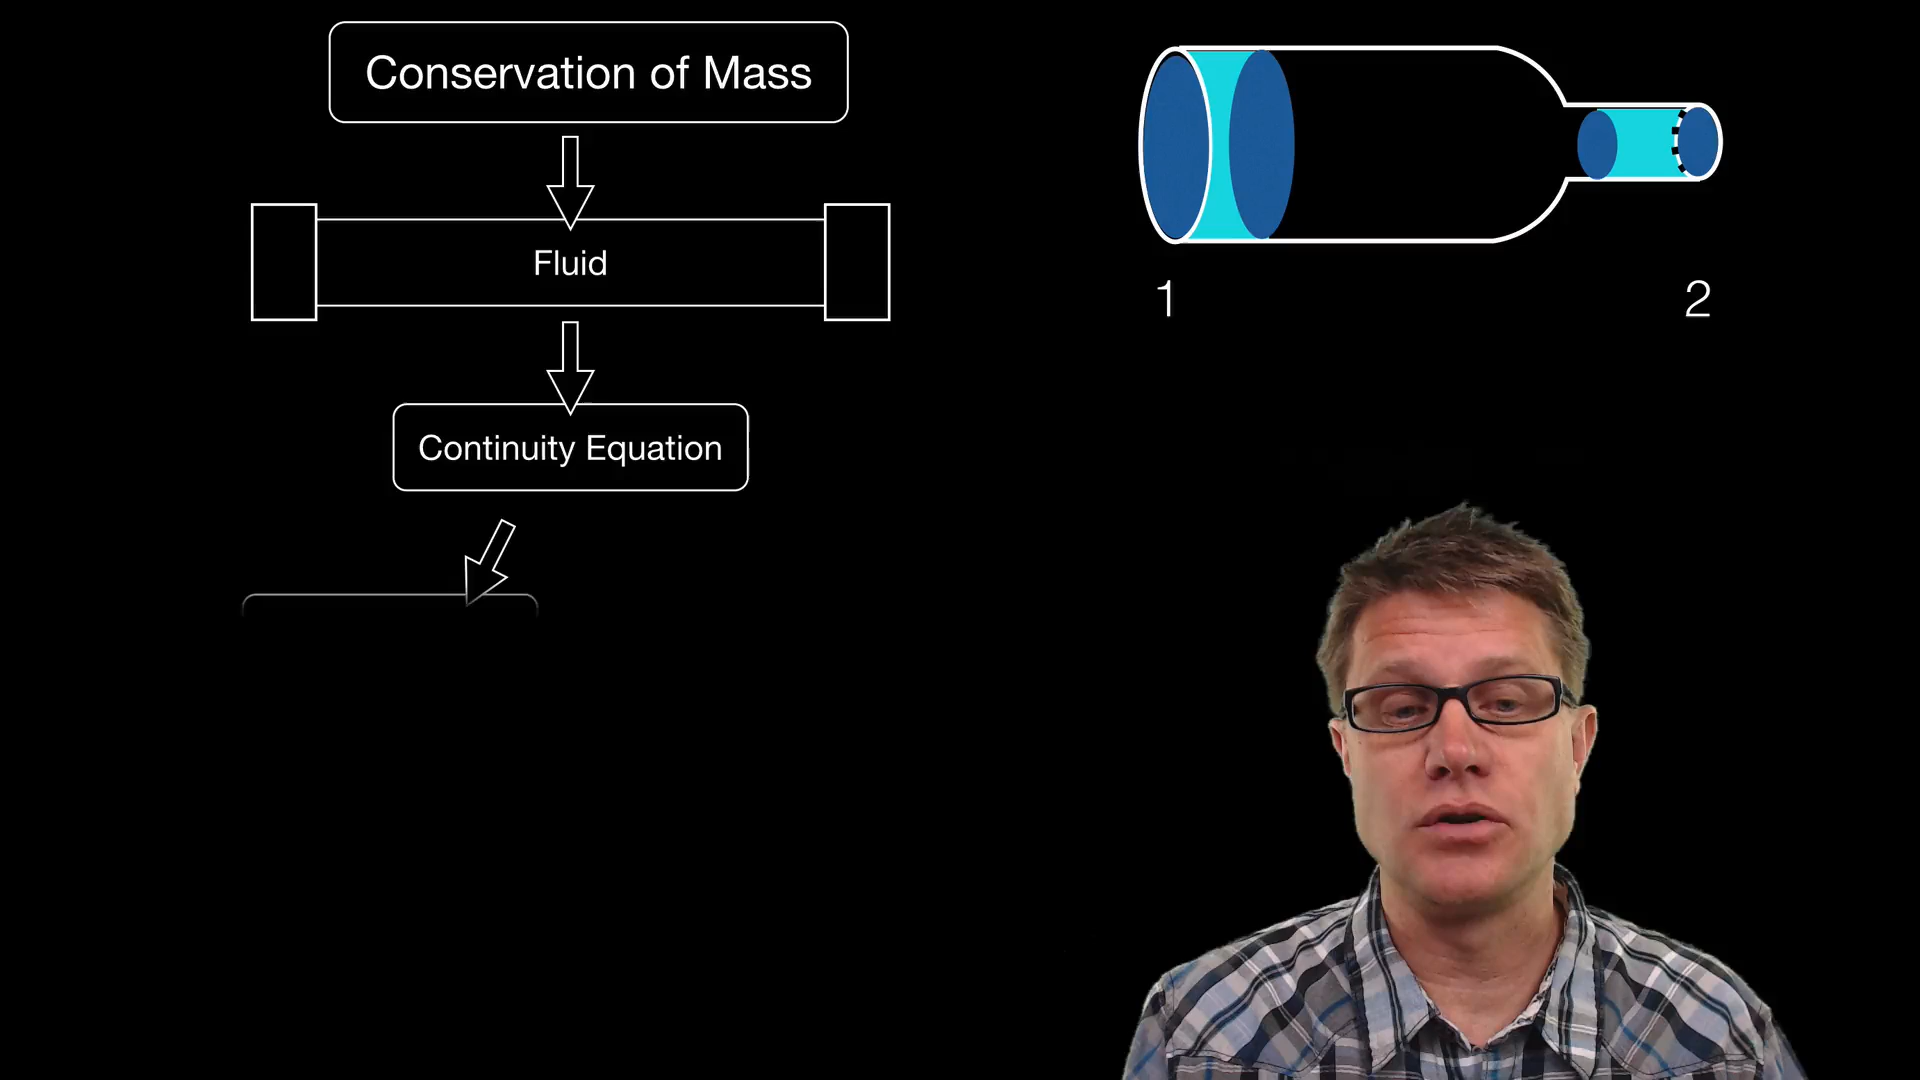 Conservation of Mass
Fluid
Continuity Equation
1
2